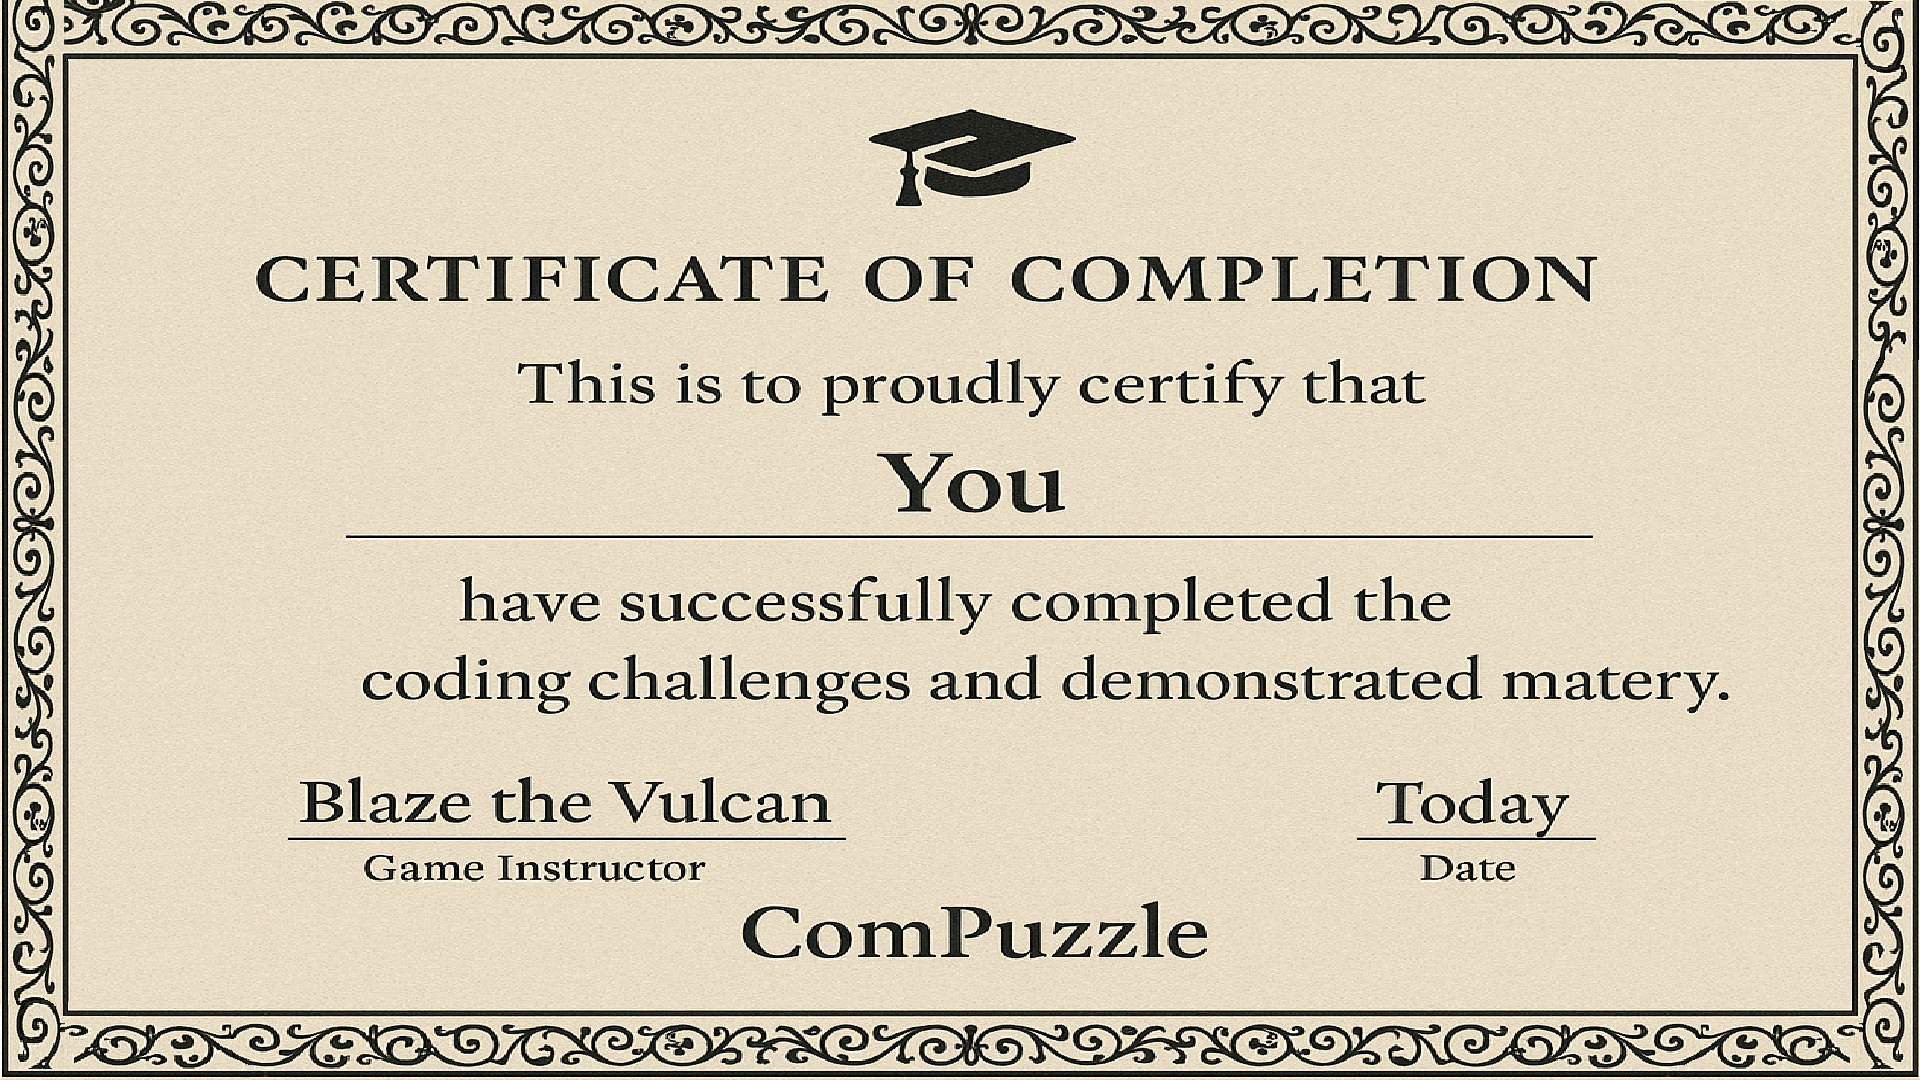 CERTIFICATE OF COMPLETION
This is to proudly certify that
You
have successfully completed the
coding challenges and demonstrated matery.
Blaze the Vulcan
Game Instructor
Today
Date
ComPuzzle